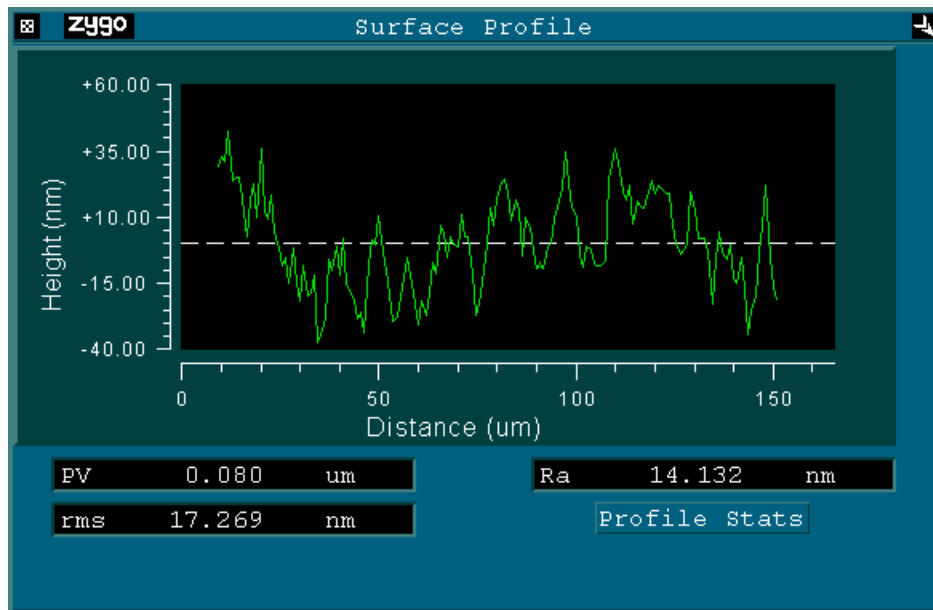 zygo Surface Profile
+60.00
+35.00
+10.00
-15.00
-40.00
Height (nm)
0 50 100 150
Distance (um)
PV 0.080 um
Ra 14.132 nm
rms 17.269 nm
Profile Stats